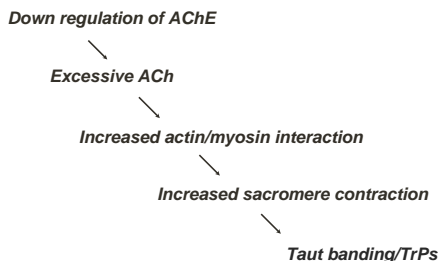 Down regulation of AChE
Excessive ACh
Increased actin/myosin interaction
Increased sacromere contraction
Taut banding/TrPs